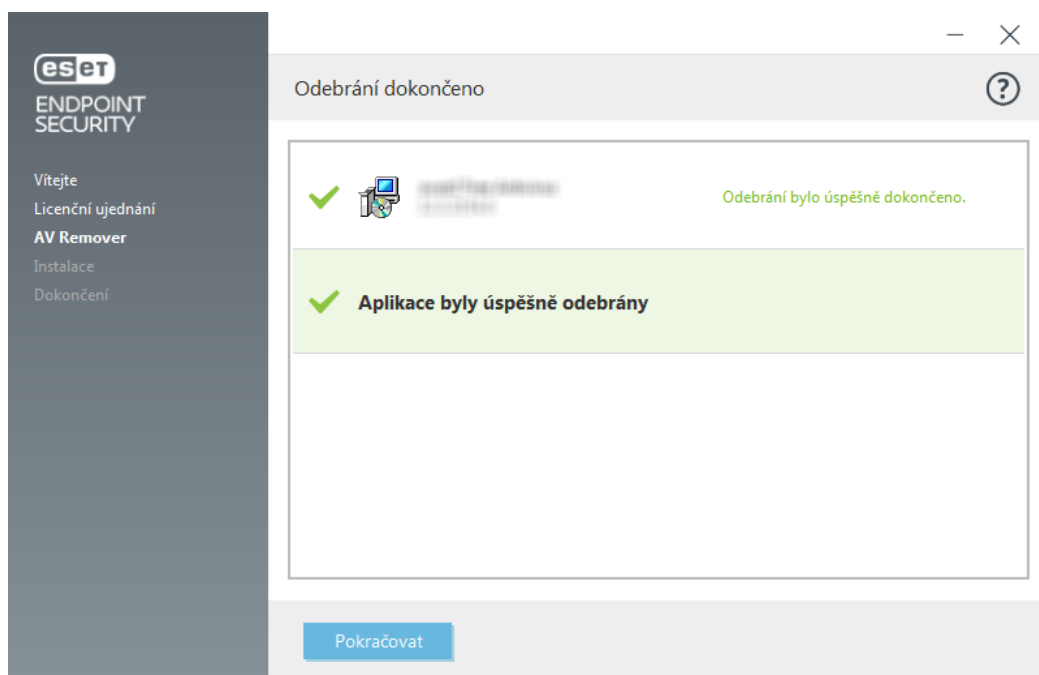 eset
ENDPOINT
SECURITY
Vítejte
Licenční ujednání
AV Remover
Instalace
Dokončení
Odebrání dokončeno
?
Odebrání bylo úspěšně dokončeno.
Aplikace byly úspěšně odebrány
Pokračovat